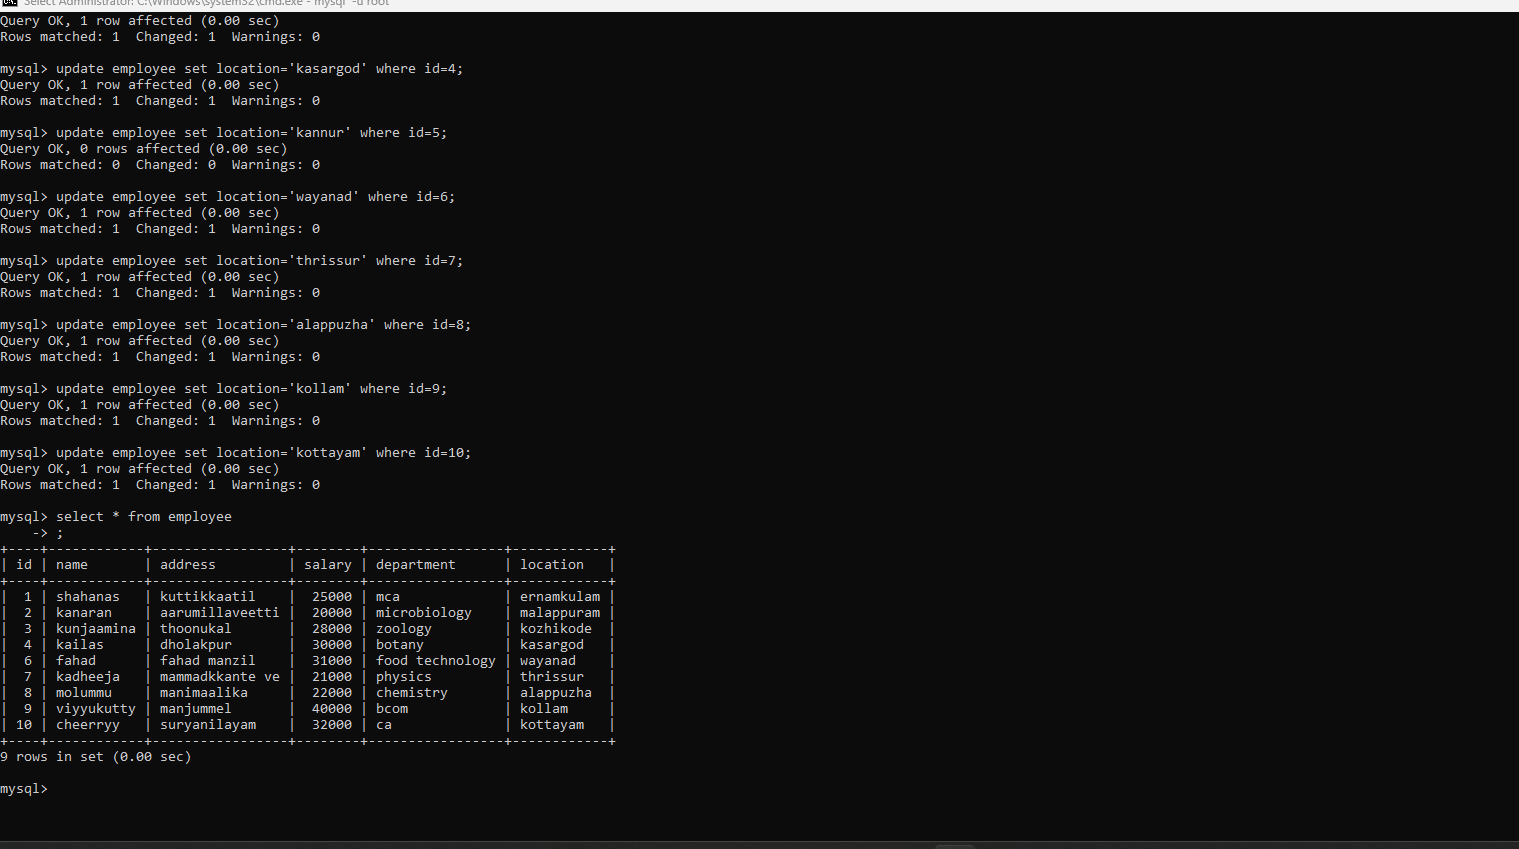 Select Administrator: C:\Windows\system32\cmd.exe - mysql -u root
Query OK, 1 row affected (0.00 sec)
Rows matched: 1  Changed: 1  Warnings: 0

mysql> update employee set location='kasargod' where id=4;
Query OK, 1 row affected (0.00 sec)
Rows matched: 1  Changed: 1  Warnings: 0

mysql> update employee set location='kannur' where id=5;
Query OK, 0 rows affected (0.00 sec)
Rows matched: 0  Changed: 0  Warnings: 0

mysql> update employee set location='wayanad' where id=6;
Query OK, 1 row affected (0.00 sec)
Rows matched: 1  Changed: 1  Warnings: 0

mysql> update employee set location='thrissur' where id=7;
Query OK, 1 row affected (0.00 sec)
Rows matched: 1  Changed: 1  Warnings: 0

mysql> update employee set location='alappuzha' where id=8;
Query OK, 1 row affected (0.00 sec)
Rows matched: 1  Changed: 1  Warnings: 0

mysql> update employee set location='kollam' where id=9;
Query OK, 1 row affected (0.00 sec)
Rows matched: 1  Changed: 1  Warnings: 0

mysql> update employee set location='kottayam' where id=10;
Query OK, 1 row affected (0.00 sec)
Rows matched: 1  Changed: 1  Warnings: 0

mysql> select * from employee
    -> ;
+----+------------+-----------------+--------+-----------------+------------+
| id | name       | address         | salary | department      | location   |
+----+------------+-----------------+--------+-----------------+------------+
|  1 | shahanas   | kuttikkaatil    |  25000 | mca             | ernamkulam |
|  2 | kanaran    | aarumillaveetti |  20000 | microbiology    | malappuram |
|  3 | kunjaamina | thoonukal       |  28000 | zoology         | kozhikode  |
|  4 | kailas     | dholakpur       |  30000 | botany          | kasargod   |
|  6 | fahad      | fahad manzil    |  31000 | food technology | wayanad    |
|  7 | kadheeja   | mammadkkante ve |  21000 | physics         | thrissur   |
|  8 | molummu    | manimaalika     |  22000 | chemistry       | alappuzha  |
|  9 | viyyukutty | manjummel       |  40000 | bcom            | kollam     |
| 10 | cheerryy   | suryanilayam    |  32000 | ca              | kottayam   |
+----+------------+-----------------+--------+-----------------+------------+
9 rows in set (0.00 sec)

mysql>